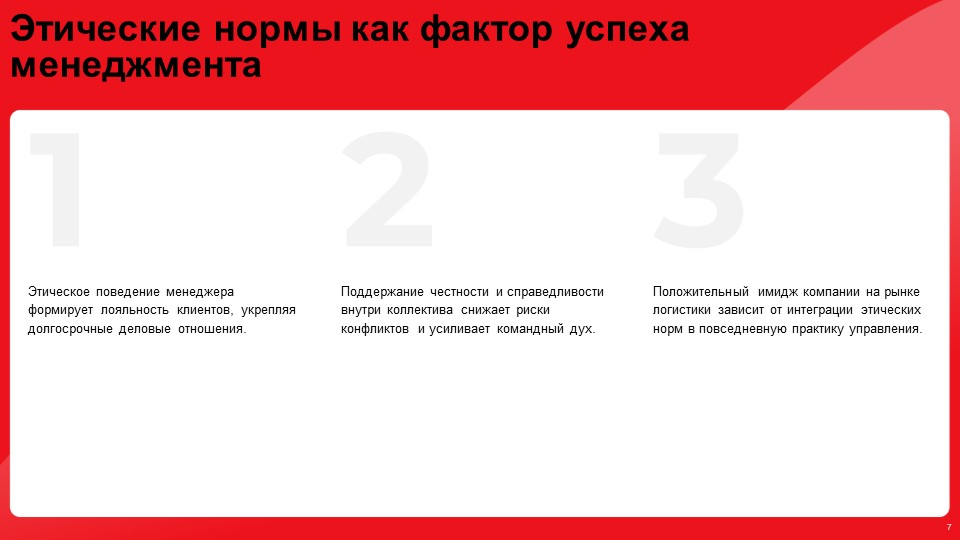 Этические нормы как фактор успеха
менеджмента
1
Этическое поведение менеджера
формирует лояльность клиентов, укрепляя
долгосрочные деловые отношения.
2
Поддержание честности и справедливости
внутри коллектива снижает риски
конфликтов и усиливает командный дух.
3
Положительный имидж компании на рынке
логистики зависит от интеграции этических
норм в повседневную практику управления.
7